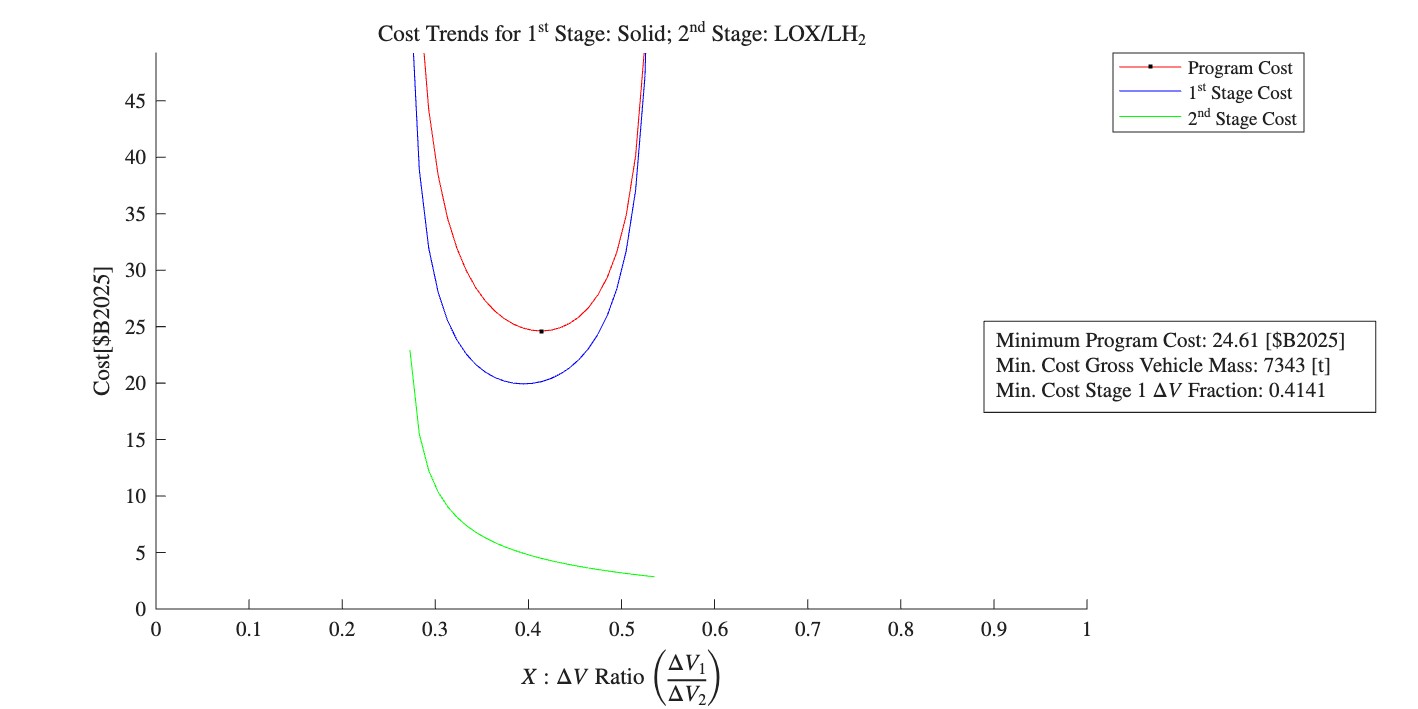 Cost Trends for 1st Stage: Solid; 2nd Stage: LOX/LH2
Program Cost
1st Stage Cost
2nd Stage Cost
45
40
35
30
25
20
15
10
5
0
Cost[$B2025]
Minimum Program Cost: 24.61 [$B2025]
Min. Cost Gross Vehicle Mass: 7343 [t]
Min. Cost Stage 1 ΔV Fraction: 0.4141
0 0.1 0.2 0.3 0.4 0.5 0.6 0.7 0.8 0.9 1
X : ΔV Ratio (ΔV1/ΔV2)